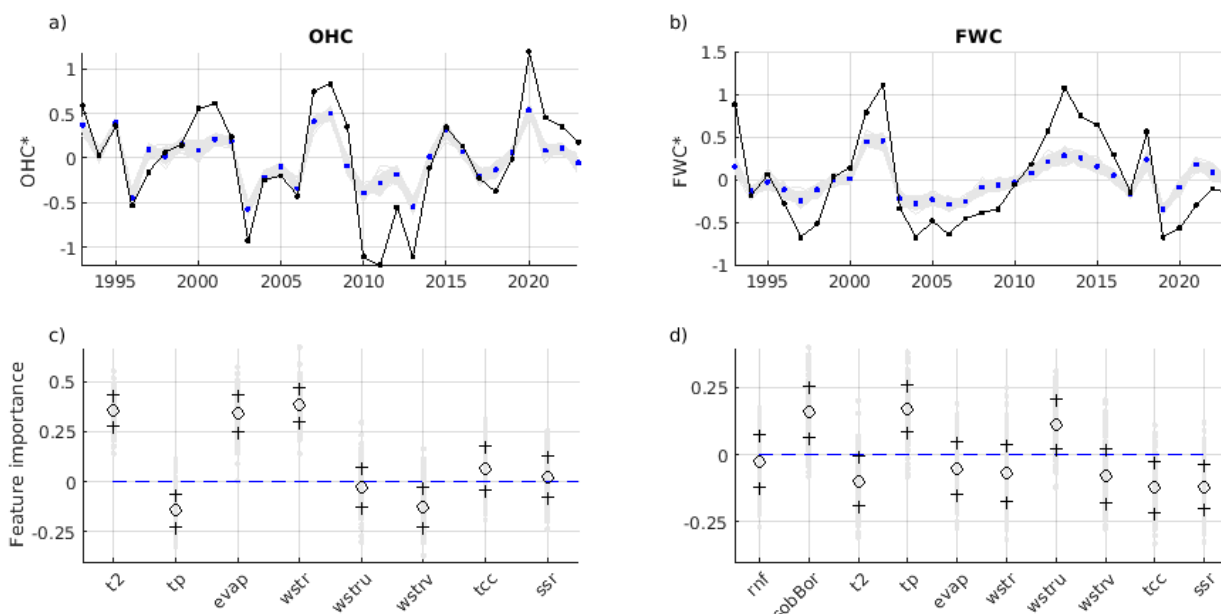 a)
OHC
OHC*
1
0.5
0
-0.5
-1
1995
2000
2005
2010
2015
2020
b)
FWC
FWC*
1.5
1
0.5
0
-0.5
-1
1995
2000
2005
2010
2015
2020
c)
Feature importance
0.5
0.25
0
-0.25
t2
tp
evap
wstr
wstru
wstrv
tcc
ssr
d)
0.25
0
-0.25
rnf
obBor
t2
tp
evap
wstr
wstru
wstrv
tcc
ssr